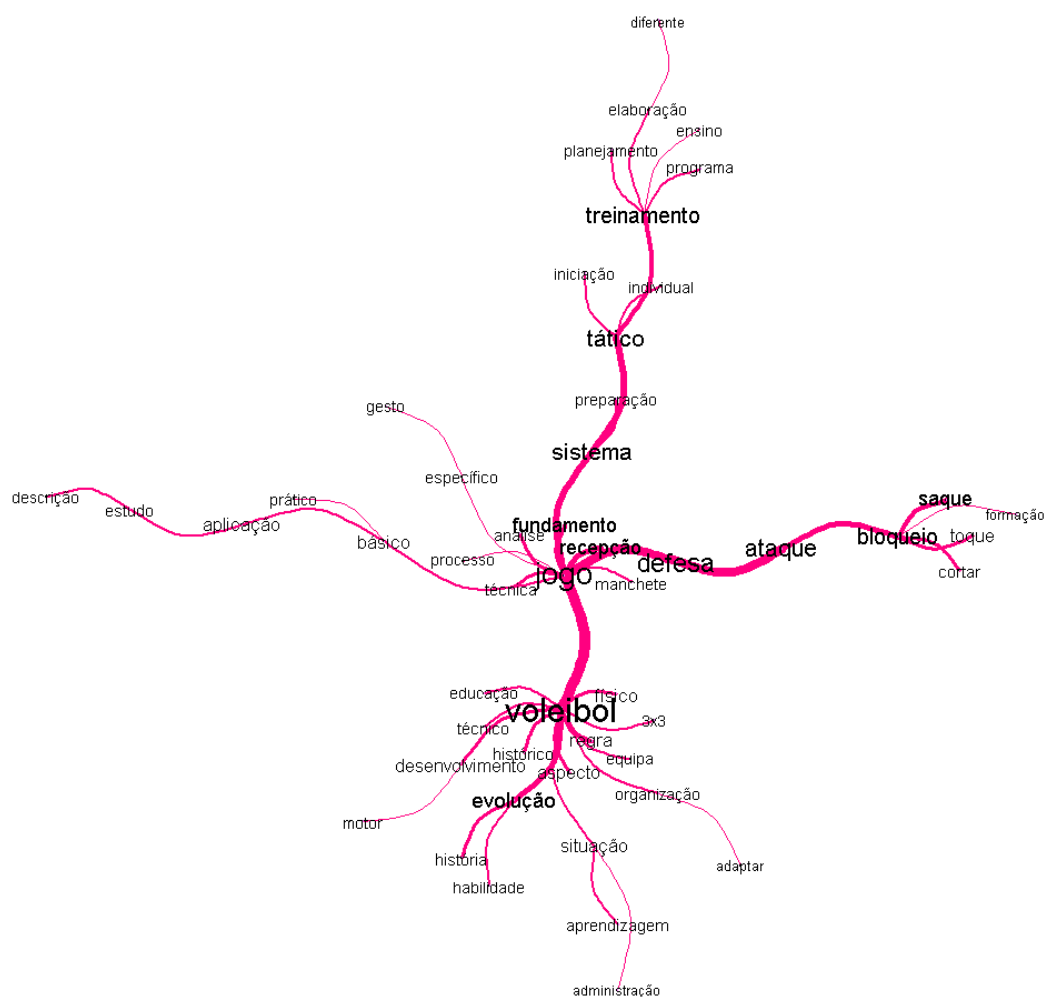 diferente
elaboração
ensino
planejamento
programa
treinamento
iniciação
individual
tático
preparação
gesto
sistema
específico
descrição
prático
saque
estudo
aplicação
formação
fundamento
análise
básico
bloqueio
toque
recepção
ataque
processo
defesa
jogo
cortar
técnica
manchete
educação
físico
voleibol
3x3
técnico
regra
histórico
equipa
desenvolvimento
aspecto
evolução
organização
motor
situação
história
adaptar
habilidade
aprendizagem
administração